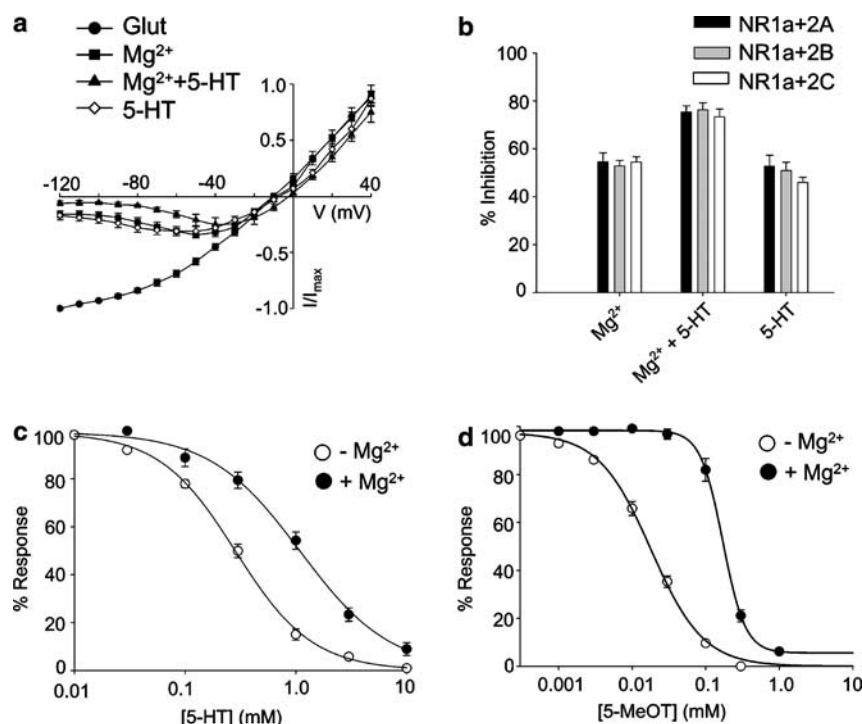 a
Glut
Mg²⁺
Mg²⁺+5-HT
5-HT
1.0
0.5
-120
-80
-40
40
V (mV)
-0.5
-1.0
I/I max
b
NR1a+2A
NR1a+2B
NR1a+2C
% Inhibition
100
80
60
40
20
0
Mg²⁺
Mg²⁺ + 5-HT
5-HT
c
- Mg²⁺
+ Mg²⁺
% Response
100
80
60
40
20
0
0.01
0.1
1.0
10
[5-HT] (mM)
d
- Mg²⁺
+ Mg²⁺
% Response
100
80
60
40
20
0
0.001
0.01
0.1
1.0
10
[5-MeOT] (mM)